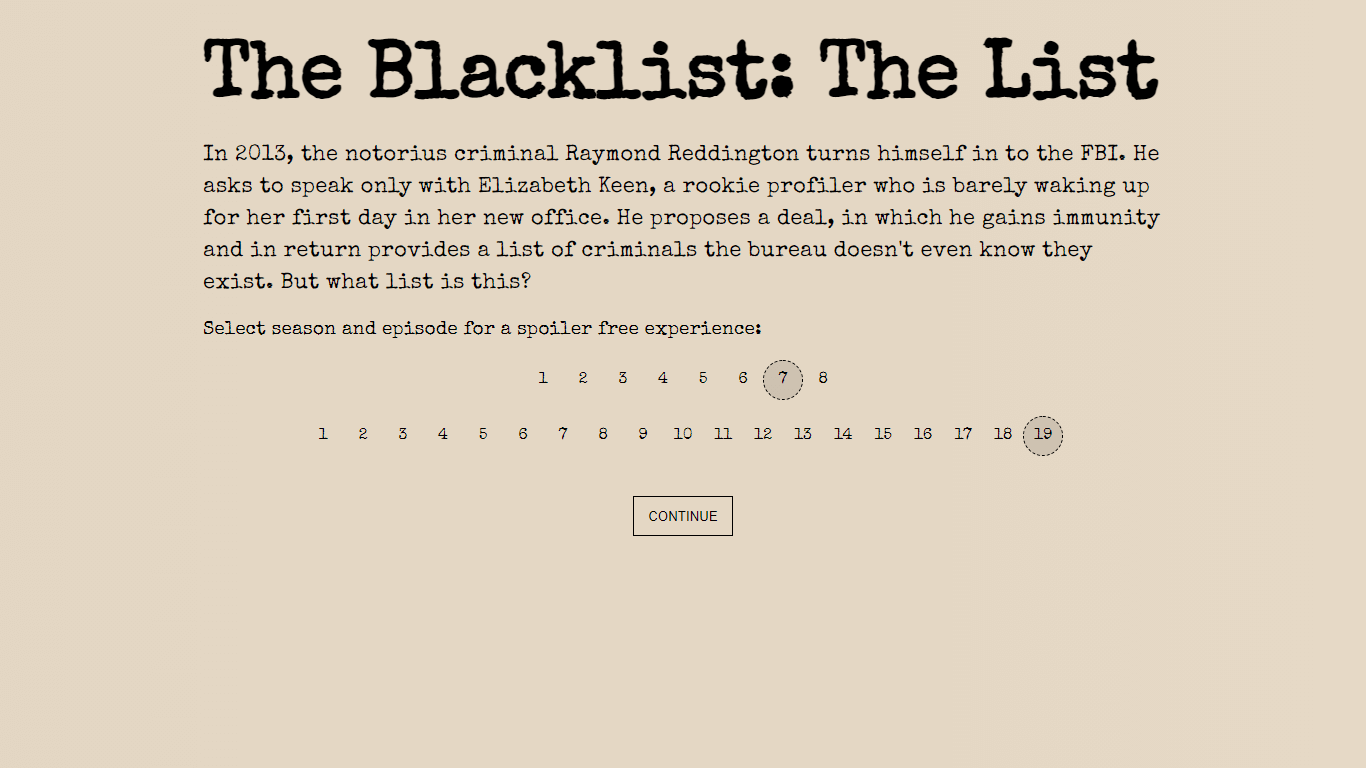 The Blacklist: The List
In 2013, the notorius criminal Raymond Reddington turns himself in to the FBI. He
asks to speak only with Elizabeth Keen, a rookie profiler who is barely waking up
for her first day in her new office. He proposes a deal, in which he gains immunity
and in return provides a list of criminals the bureau doesn't even know they
exist. But what list is this?
Select season and episode for a spoiler free experience:
1 2 3 4 5 6 7 8
1 2 3 4 5 6 7 8 9 10 11 12 13 14 15 16 17 18 19
CONTINUE